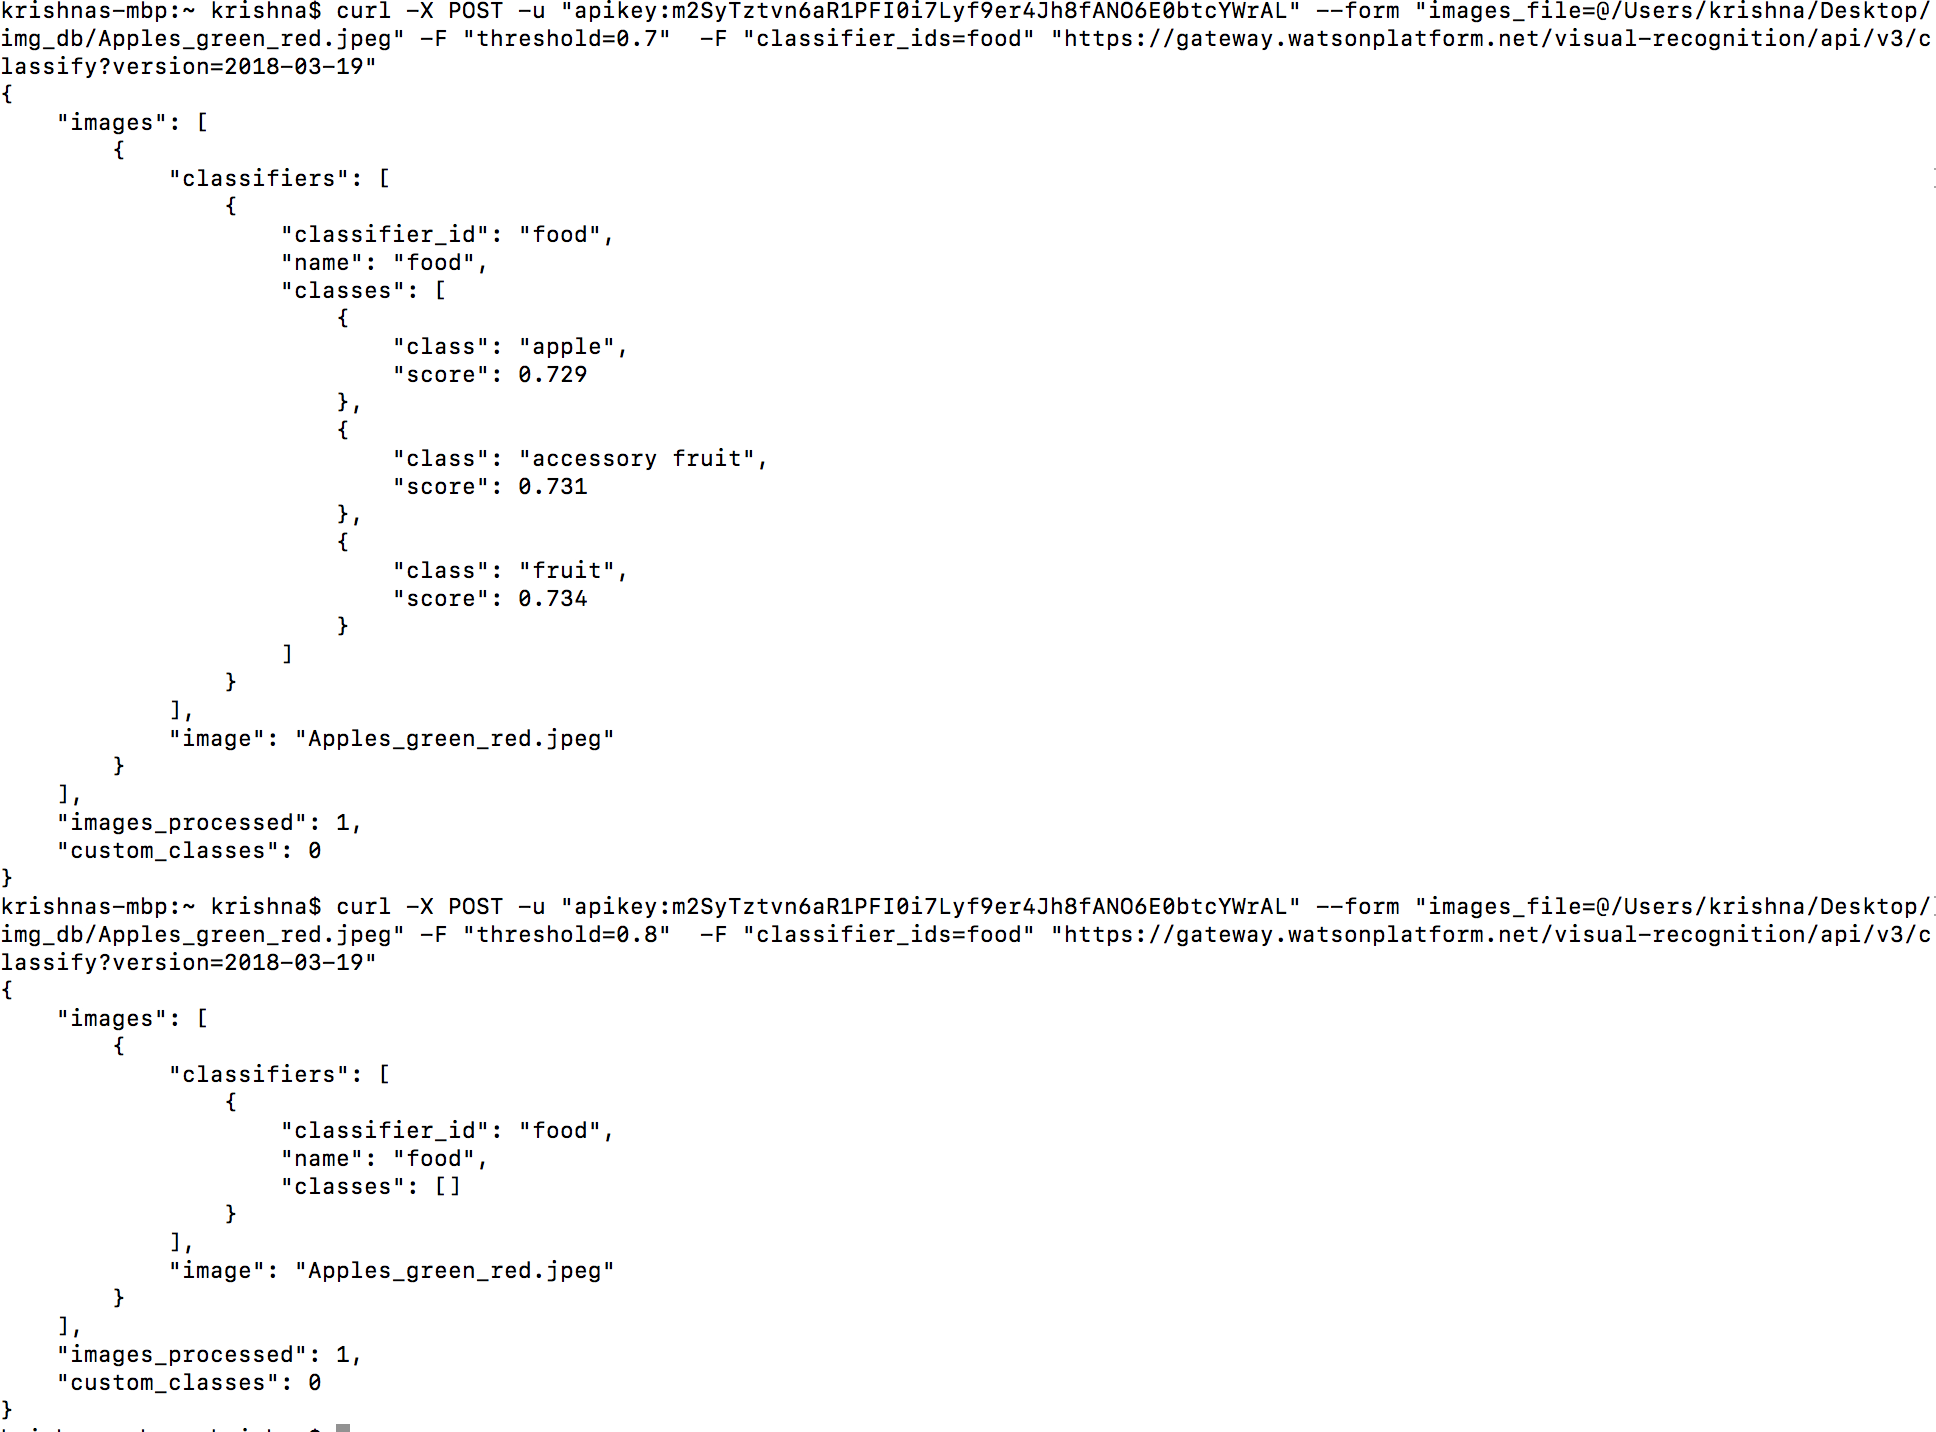 krishnas-mbp:~ krishna$ curl -X POST -u "apikey:m2SyTztvn6aR1PFI0i7Lyf9er4Jh8fANO6E0btcYWrAL" --form "images_file=@/Users/krishna/Desktop/
img_db/Apples_green_red.jpeg" -F "threshold=0.7"  -F "classifier_ids=food" "https://gateway.watsonplatform.net/visual-recognition/api/v3/c
lassify?version=2018-03-19"
{
    "images": [
        {
            "classifiers": [
                {
                    "classifier_id": "food",
                    "name": "food",
                    "classes": [
                        {
                            "class": "apple",
                            "score": 0.729
                        },
                        {
                            "class": "accessory fruit",
                            "score": 0.731
                        },
                        {
                            "class": "fruit",
                            "score": 0.734
                        }
                    ]
                }
            ],
            "image": "Apples_green_red.jpeg"
        }
    ],
    "images_processed": 1,
    "custom_classes": 0
}
krishnas-mbp:~ krishna$ curl -X POST -u "apikey:m2SyTztvn6aR1PFI0i7Lyf9er4Jh8fANO6E0btcYWrAL" --form "images_file=@/Users/krishna/Desktop/
img_db/Apples_green_red.jpeg" -F "threshold=0.8"  -F "classifier_ids=food" "https://gateway.watsonplatform.net/visual-recognition/api/v3/c
lassify?version=2018-03-19"
{
    "images": [
        {
            "classifiers": [
                {
                    "classifier_id": "food",
                    "name": "food",
                    "classes": []
                }
            ],
            "image": "Apples_green_red.jpeg"
        }
    ],
    "images_processed": 1,
    "custom_classes": 0
}